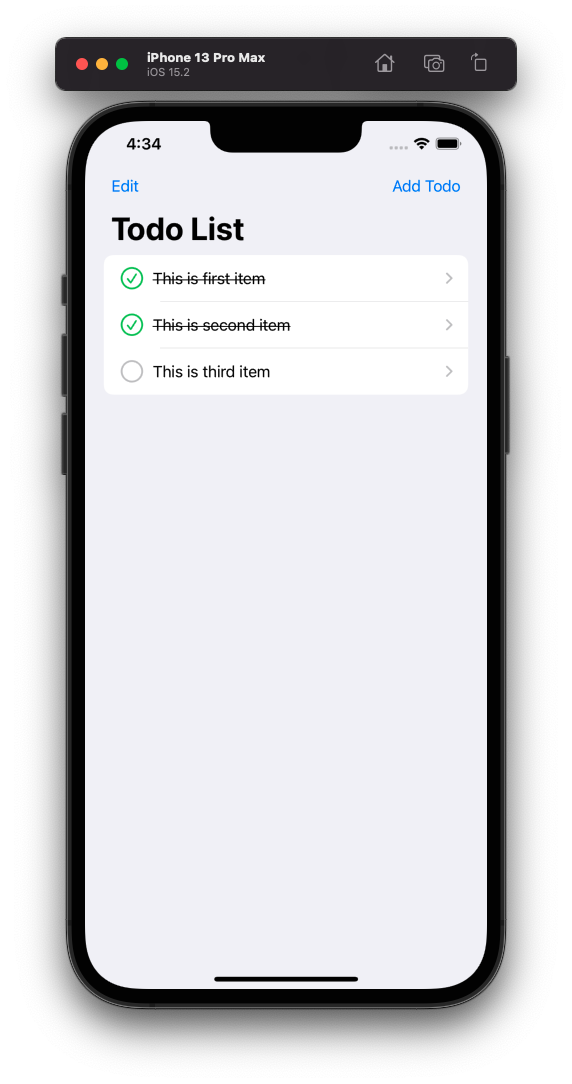 iPhone 13 Pro Max
iOS 15.2
4:34
Edit Add Todo
Todo List
This is first item
This is second item
This is third item